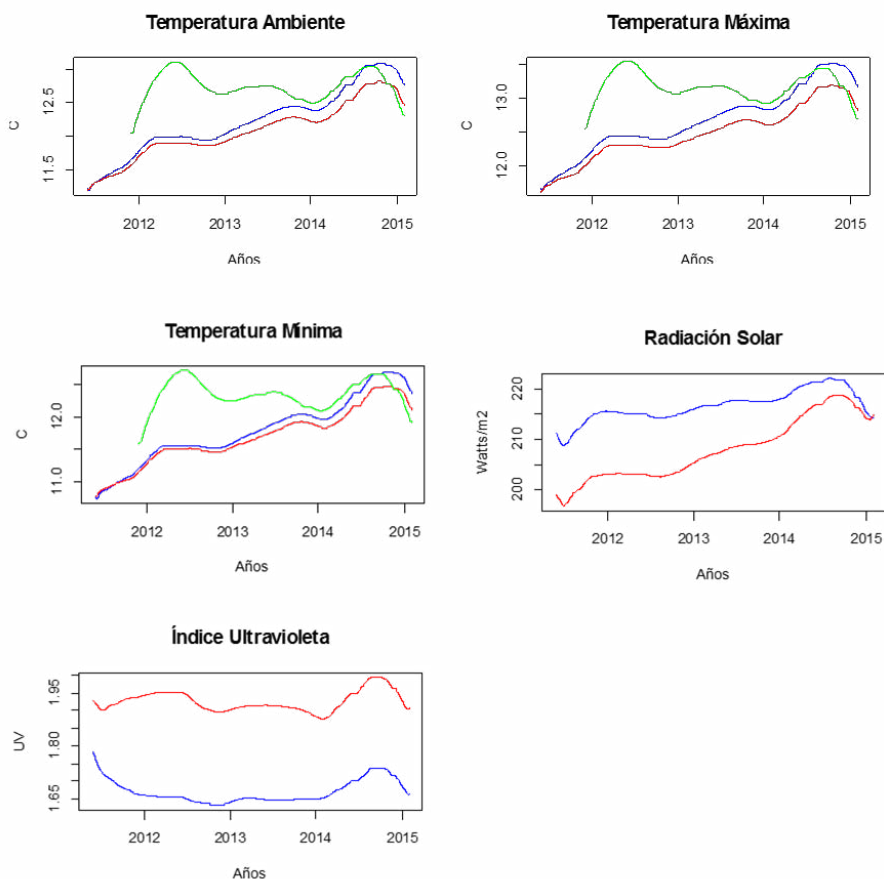 Temperatura Ambiente
C
12.5
11.5
2012 2013 2014 2015
Años
Temperatura Máxima
C
13.0
12.0
2012 2013 2014 2015
Años
Temperatura Mínima
C
12.0
11.0
2012 2013 2014 2015
Años
Radiación Solar
Watts/m2
220
210
200
2012 2013 2014 2015
Años
Índice Ultravioleta
UV
1.95
1.80
1.65
2012 2013 2014 2015
Años